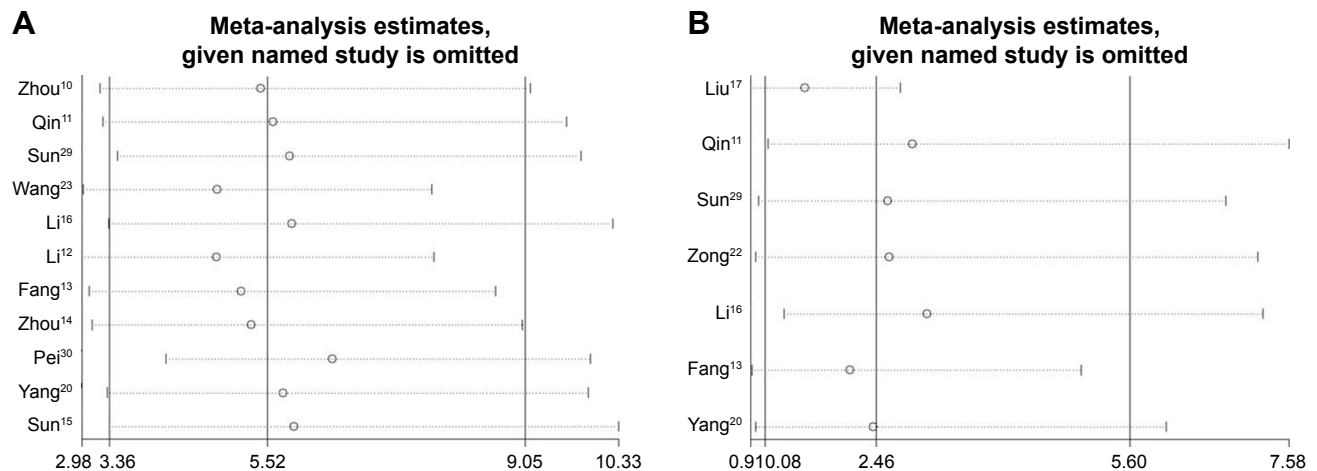 A
Meta-analysis estimates,
given named study is omitted
Zhou10
Qin11
Sun29
Wang23
Li16
Li12
Fang13
Zhou14
Pei30
Yang20
Sun15
2.98 3.36 5.52 9.05 10.33
B
Meta-analysis estimates,
given named study is omitted
Liu17
Qin11
Sun29
Zong22
Li16
Fang13
Yang20
0.910.08 2.46 5.60 7.58